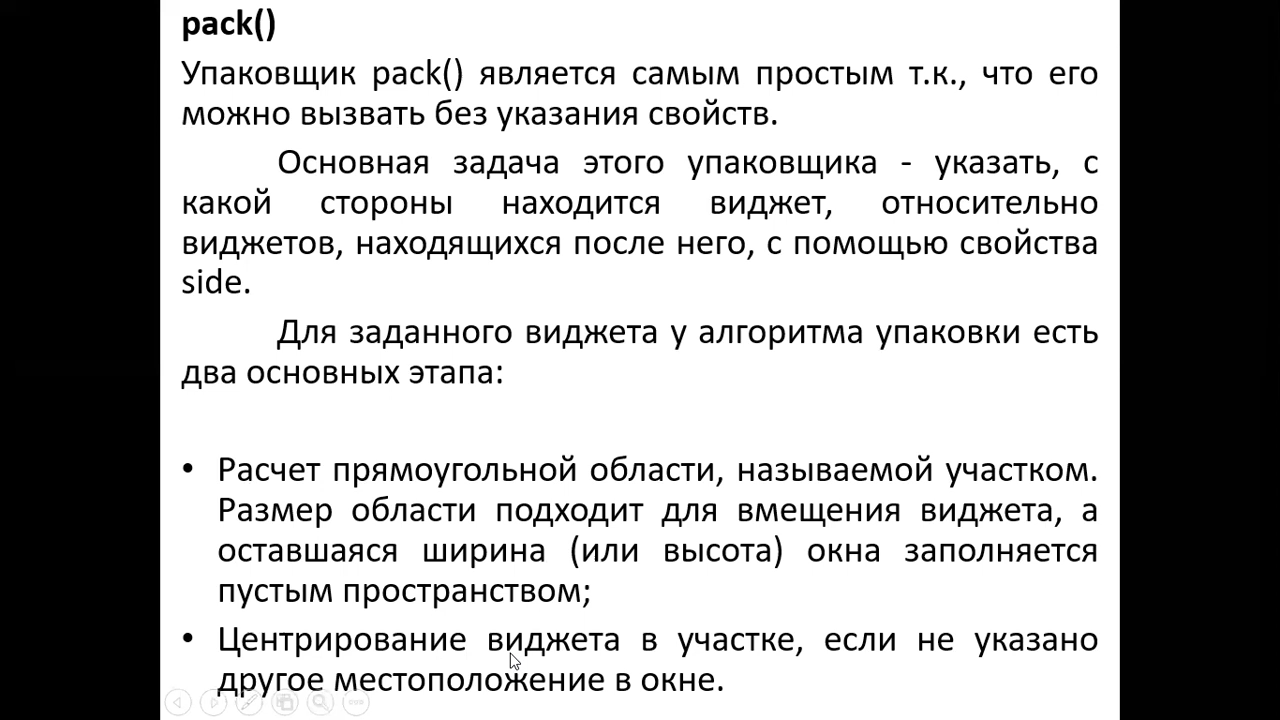 pack()
Упаковщик pack() является самым простым т.к., что его
можно вызвать без указания свойств.
Основная задача этого упаковщика - указать, с
какой стороны находится виджет, относительно
виджетов, находящихся после него, с помощью свойства
side.
Для заданного виджета у алгоритма упаковки есть
два основных этапа:
• Расчет прямоугольной области, называемой участком.
Размер области подходит для вмещения виджета, а
оставшаяся ширина (или высота) окна заполняется
пустым пространством;
• Центрирование виджета в участке, если не указано
другое местоположение в окне.